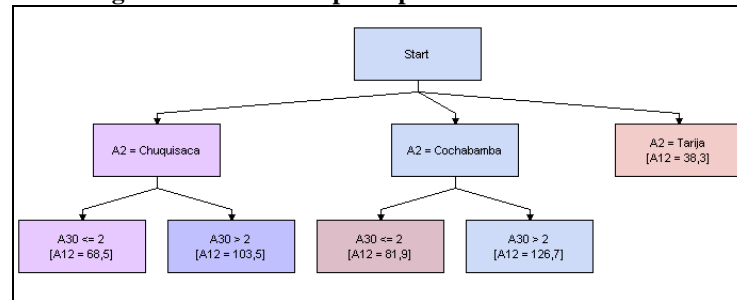 Start
A2 = Chuquisaca
A2 = Cochabamba
A2 = Tarija
[A12 = 38,3]
A30 <= 2
[A12 = 68,5]
A30 > 2
[A12 = 103,5]
A30 <= 2
[A12 = 81,9]
A30 > 2
[A12 = 126,7]